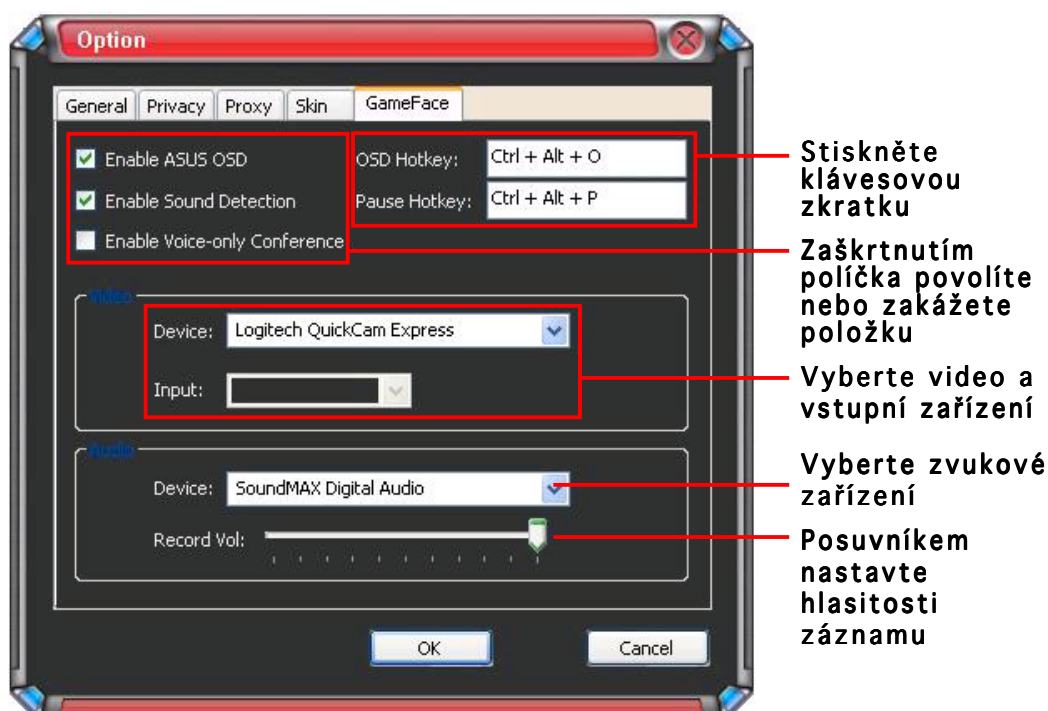 Option
General Privacy Proxy Skin GameFace
Enable ASUS OSD
Enable Sound Detection
Enable Voice-only Conference
OSD Hotkey: Ctrl + Alt + O
Pause Hotkey: Ctrl + Alt + P
Video
Device: Logitech QuickCam Express
Input:
Audio
Device: SoundMAX Digital Audio
Record Vol:
OK Cancel
Stiskněte
klávesovou
zkratku
Zaškrtnutím
políčka povolíte
nebo zakážete
položku
Vyberte video a
vstupní zařízení
Vyberte zvukové
zařízení
Posuvníkem
nastavte
hlasitosti
záznamu